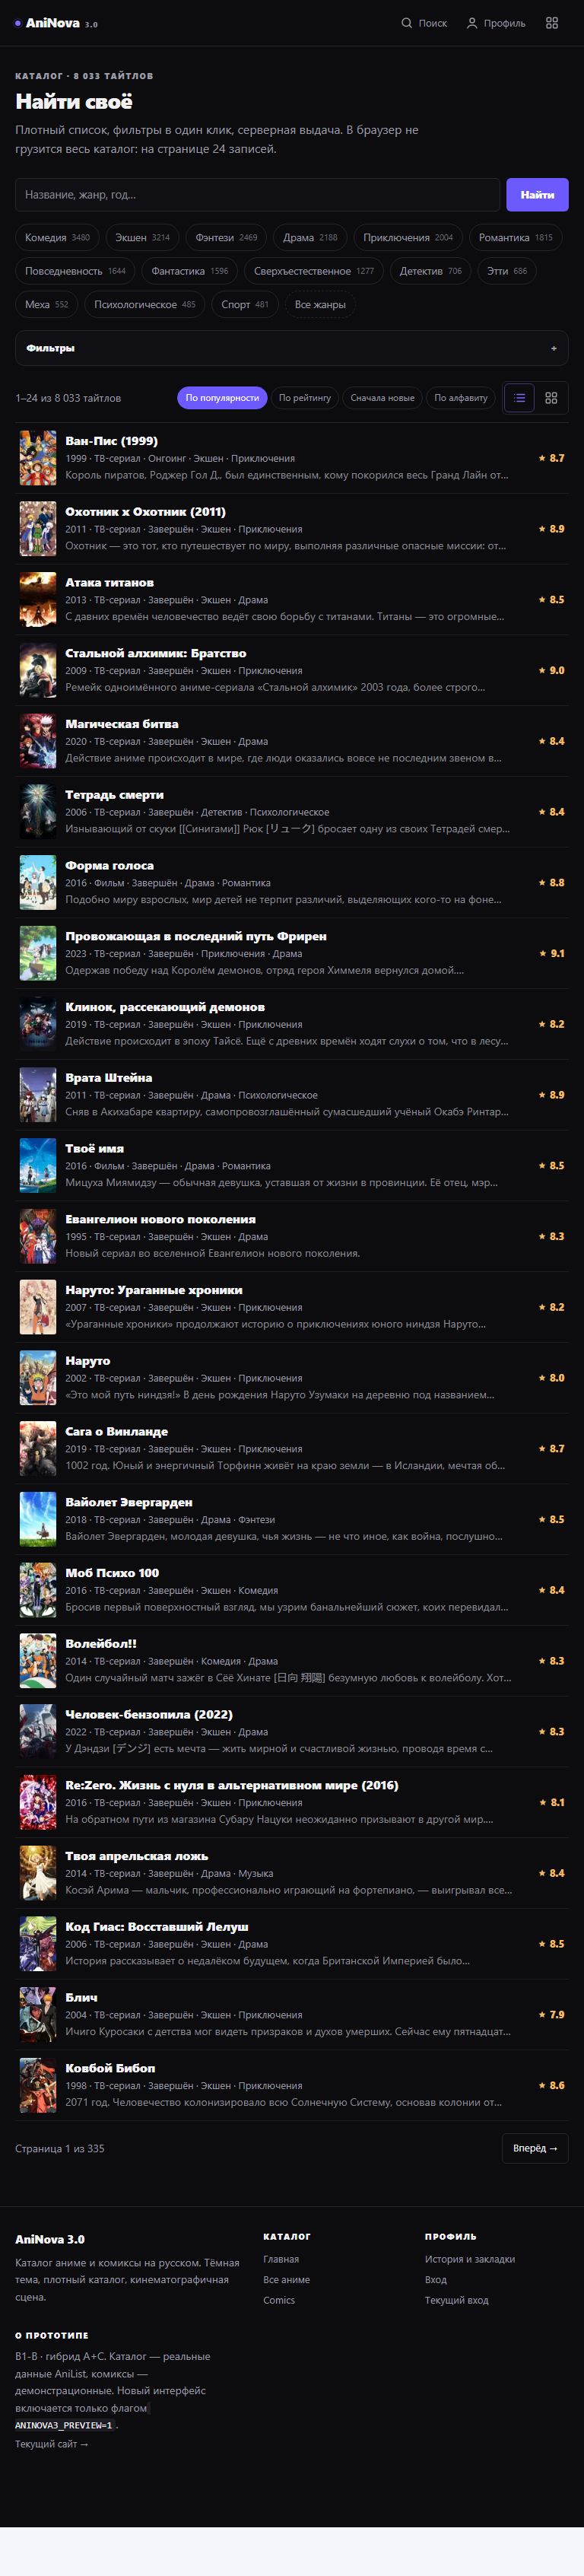 AniNova 3.0
Поиск
Профиль
КАТАЛОГ · 8 033 ТАЙТЛОВ
Найти своё
Плотный список, фильтры в один клик, серверная выдача. В браузер не
грузится весь каталог: на странице 24 записей.
Название, жанр, год…
Найти
Комедия 3480
Экшен 3214
Фэнтези 2469
Драма 2188
Приключения 2004
Романтика 1815
Повседневность 1644
Фантастика 1596
Сверхъестественное 1277
Детектив 706
Этти 686
Меха 552
Психологическое 485
Спорт 481
Все жанры
Фильтры +
1–24 из 8 033 тайтлов
По популярности
По рейтингу
Сначала новые
По алфавиту
Ван-Пис (1999)
1999 · ТВ-сериал · Онгоинг · Экшен · Приключения
Король пиратов, Роджер Гол Д., был единственным, кому покорился весь Гранд Лайн от…
★ 8.7
Охотник х Охотник (2011)
2011 · ТВ-сериал · Завершён · Экшен · Приключения
Охотник — это тот, кто путешествует по миру, выполняя различные опасные миссии: от…
★ 8.9
Атака титанов
2013 · ТВ-сериал · Завершён · Экшен · Драма
С давних времён человечество ведёт свою борьбу с титанами. Титаны — это огромные…
★ 8.5
Стальной алхимик: Братство
2009 · ТВ-сериал · Завершён · Экшен · Приключения
Ремейк одноимённого аниме-сериала «Стальной алхимик» 2003 года, более строго…
★ 9.0
Магическая битва
2020 · ТВ-сериал · Завершён · Экшен · Драма
Действие аниме происходит в мире, где люди оказались вовсе не последним звеном в…
★ 8.4
Тетрадь смерти
2006 · ТВ-сериал · Завершён · Детектив · Психологическое
Изнывающий от скуки [[Синигами]] Рюк [リューク] бросает одну из своих Тетрадей смер…
★ 8.4
Форма голоса
2016 · Фильм · Завершён · Драма · Романтика
Подобно миру взрослых, мир детей не терпит различий, выделяющих кого-то на фоне…
★ 8.8
Провожающая в последний путь Фрирен
2023 · ТВ-сериал · Завершён · Приключения · Драма
Одержав победу над Королём демонов, отряд героя Химмеля вернулся домой.…
★ 9.1
Клинок, рассекающий демонов
2019 · ТВ-сериал · Завершён · Экшен · Приключения
Действие происходит в эпоху Тайсё. Ещё с древних времён ходят слухи о том, что в лесу…
★ 8.2
Врата Штейна
2011 · ТВ-сериал · Завершён · Драма · Психологическое
Сняв в Акихабаре квартиру, самопровозглашённый сумасшедший учёный Окабэ Ринтар…
★ 8.9
Твоё имя
2016 · Фильм · Завершён · Драма · Романтика
Мицуха Миямидзу — обычная девушка, уставшая от жизни в провинции. Её отец, мэр…
★ 8.5
Евангелион нового поколения
1995 · ТВ-сериал · Завершён · Экшен · Драма
Новый сериал во вселенной Евангелион нового поколения.
★ 8.3
Наруто: Ураганные хроники
2007 · ТВ-сериал · Завершён · Экшен · Приключения
«Ураганные хроники» продолжают историю о приключениях юного ниндзя Наруто…
★ 8.2
Наруто
2002 · ТВ-сериал · Завершён · Экшен · Приключения
«Это мой путь ниндзя!» В день рождения Наруто Узумаки на деревню под названием…
★ 8.0
Сага о Винланде
2019 · ТВ-сериал · Завершён · Экшен · Приключения
1002 год. Юный и энергичный Торфинн живёт на краю земли — в Исландии, мечтая об…
★ 8.7
Вайолет Эвергарден
2018 · ТВ-сериал · Завершён · Драма · Фэнтези
Вайолет Эвергарден, молодая девушка, чья жизнь — не что иное, как война, послушно…
★ 8.5
Моб Психо 100
2016 · ТВ-сериал · Завершён · Экшен · Комедия
Бросив первый поверхностный взгляд, мы узрим банальнейший сюжет, коих перевидал…
★ 8.4
Волейбол!!
2014 · ТВ-сериал · Завершён · Комедия · Драма
Один случайный матч зажёг в Сёё Хинате [日向 翔陽] безумную любовь к волейболу. Хот…
★ 8.3
Человек-бензопила (2022)
2022 · ТВ-сериал · Завершён · Экшен · Драма
У Дэндзи [デンジ] есть мечта — жить мирной и счастливой жизнью, проводя время с…
★ 8.3
Re:Zero. Жизнь с нуля в альтернативном мире (2016)
2016 · ТВ-сериал · Завершён · Экшен · Приключения
На обратном пути из магазина Субару Нацуки неожиданно призывают в другой мир.…
★ 8.1
Твоя апрельская ложь
2014 · ТВ-сериал · Завершён · Драма · Музыка
Косэй Арима — мальчик, профессионально играющий на фортепиано, — выигрывал все…
★ 8.4
Код Гиас: Восставший Лелуш
2006 · ТВ-сериал · Завершён · Экшен · Драма
История рассказывает о недалёком будущем, когда Британской Империей было…
★ 8.5
Блич
2004 · ТВ-сериал · Завершён · Экшен · Приключения
Ичиго Куросаки с детства мог видеть призраков и духов умерших. Сейчас ему пятнадцат…
★ 7.9
Ковбой Бибоп
1998 · ТВ-сериал · Завершён · Экшен · Приключения
2071 год. Человечество колонизировало всю Солнечную Систему, основав колонии от…
★ 8.6
Страница 1 из 335
Вперёд →
AniNova 3.0
Каталог аниме и комиксы на русском. Тёмная
тема, плотный каталог, кинематографичная
сцена.
КАТАЛОГ
Главная
Все аниме
Comics
ПРОФИЛЬ
История и закладки
Вход
Текущий вход
О ПРОТОТИПЕ
B1-B · гибрид A+C. Каталог — реальные
данные AniList, комиксы —
демонстрационные. Новый интерфейс
включается только флагом
ANINOVA3_PREVIEW=1 .
Текущий сайт →